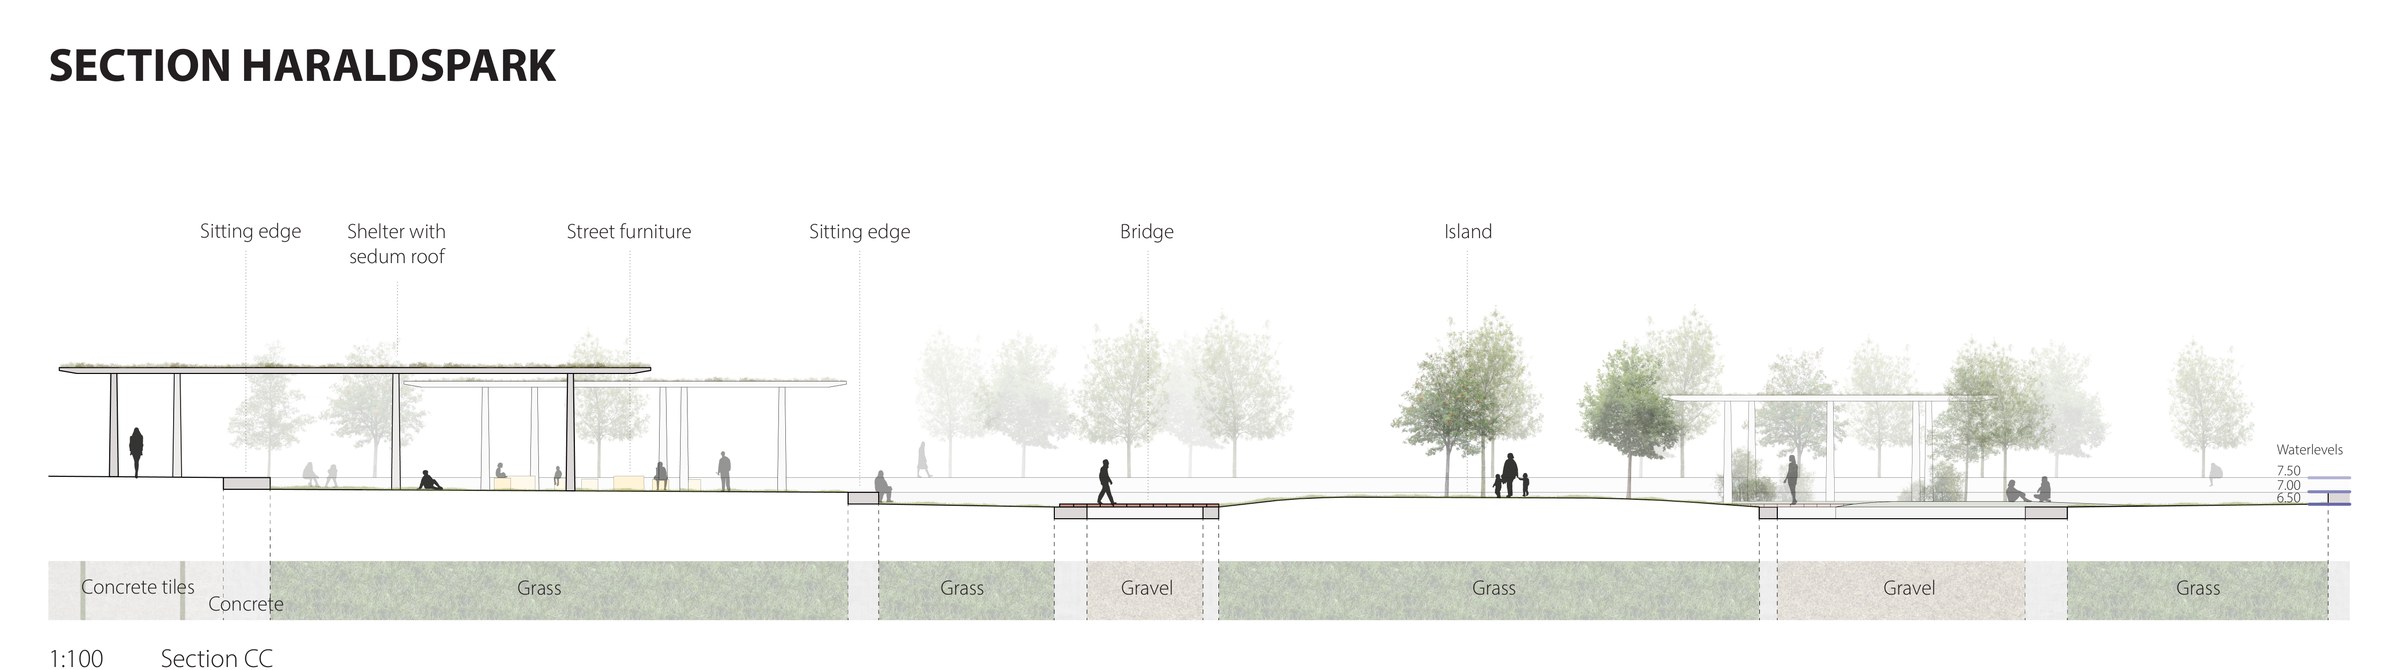 SECTION HARALDSPARK
Sitting edge
Shelter with
sedum roof
Street furniture
Sitting edge
Bridge
Island
Waterlevels
7.50
7.00
6.50
Concrete tiles
Concrete
Grass
Grass
Gravel
Grass
Gravel
Grass
1:100 Section CC